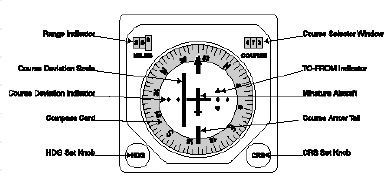 Range Indicator
Course Selector Window
MILES
COURSE
Course Deviation Scale
TO-FROM Indicator
Course Deviation Indicator
Miniature Aircraft
Compass Card
Course Arrow Tail
HDG Set Knob
HDG
CRS
CRS Set Knob